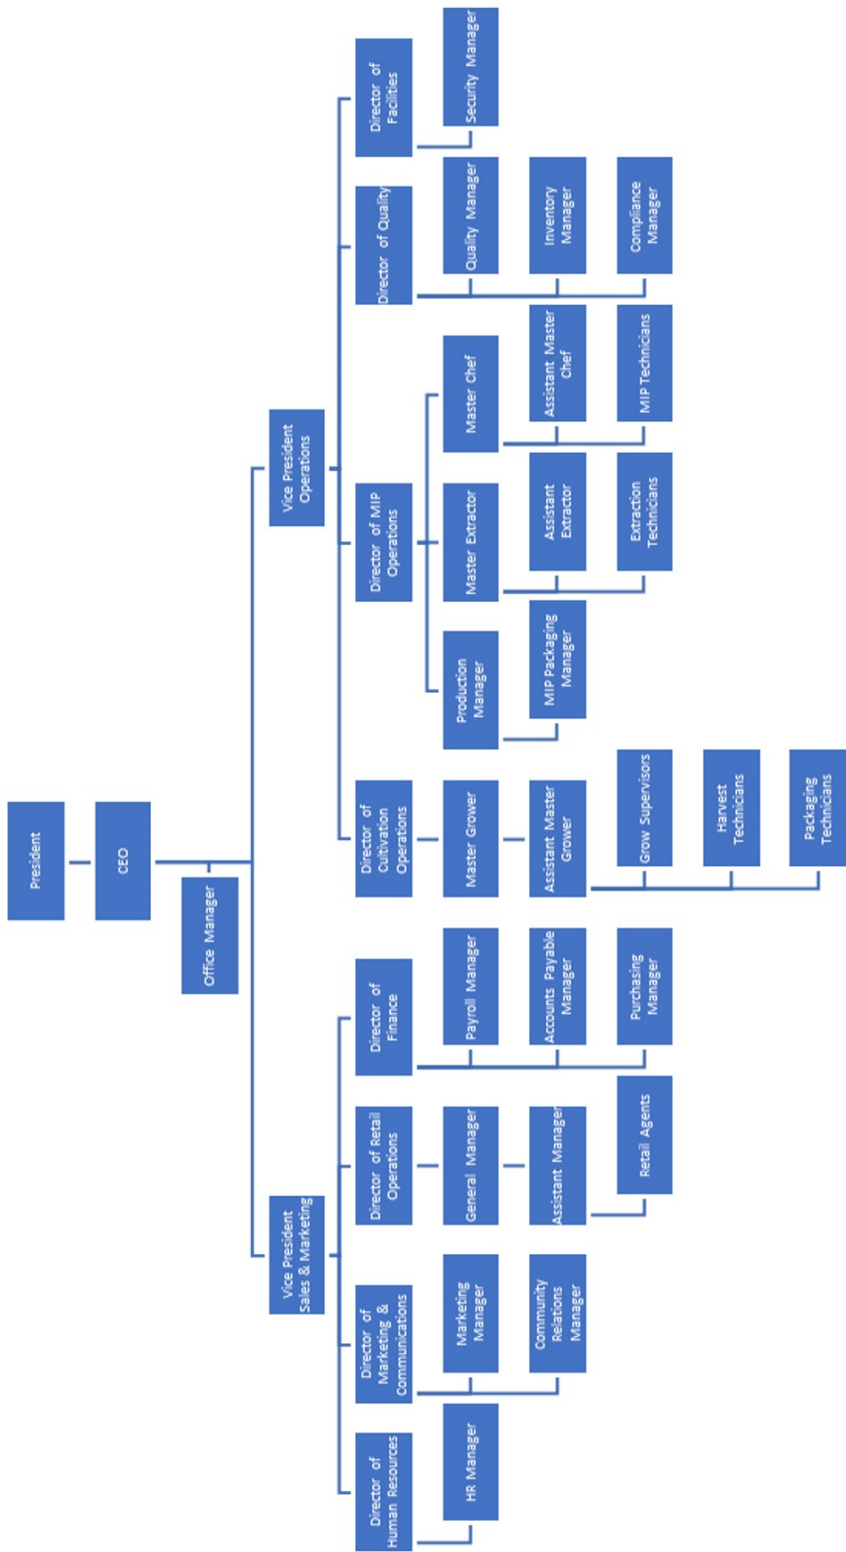 President
CEO
Office Manager
Vice President
Sales & Marketing
Vice President
Operations
Director of
Human Resources
Director of
Marketing &
Communications
Director of Retail
Operations
Director of
Finance
Director of
Cultivation
Operations
Director of MIP
Operations
Director of Quality
Director of
Facilities
HR Manager
Marketing
Manager
General Manager
Payroll Manager
Master Grower
Production
Manager
Master Extractor
Master Chef
Quality Manager
Security Manager
Community
Relations
Manager
Assistant Manager
Accounts Payable
Manager
Assistant Master
Grower
MIP Packaging
Manager
Assistant
Extractor
Assistant Master
Chef
Inventory
Manager
Retail Agents
Purchasing
Manager
Grow Supervisors
Extraction
Technicians
MIP Technicians
Compliance
Manager
Harvest
Technicians
Packaging
Technicians